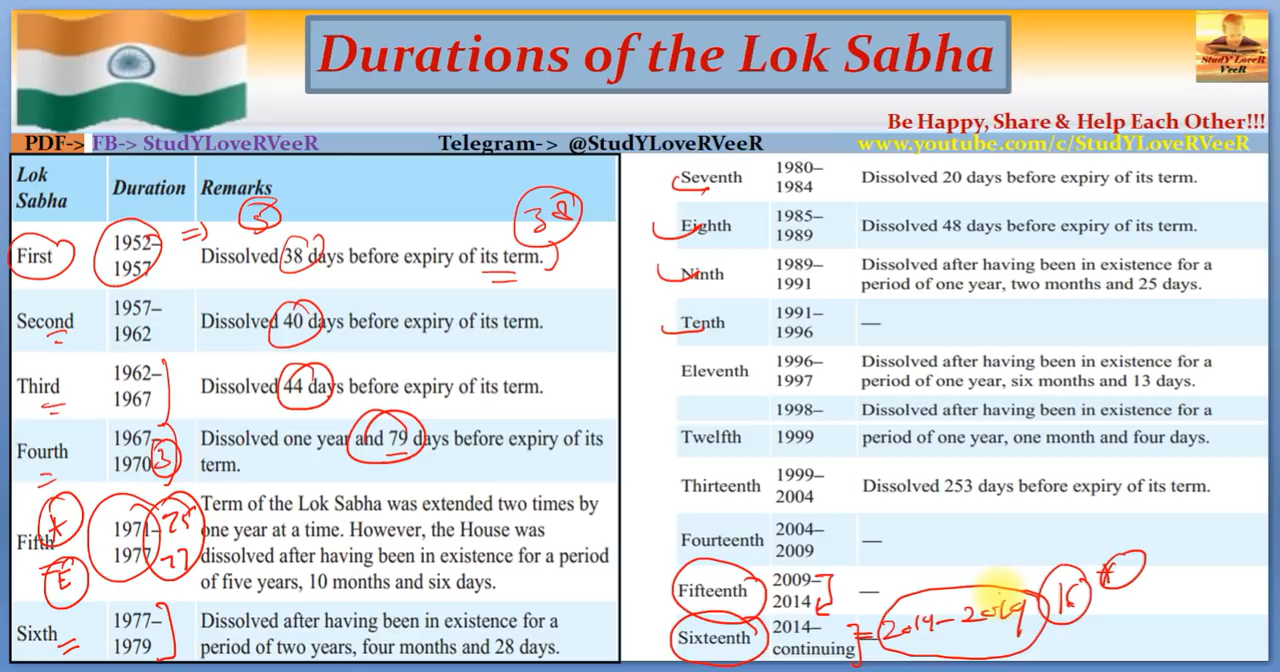 Durations of the Lok Sabha
StudY LoveR
VeeR
Be Happy, Share & Help Each Other!!!
PDF-> FB-> StudYLoveRVeeR
Telegram-> @StudYLoveRVeeR
www.youtube.com/c/StudYLoveRVeeR
Lok
Sabha
Duration
Remarks
3
38
First
1952–
1957
Dissolved 38 days before expiry of its term.
Second
1957–
1962
Dissolved 40 days before expiry of its term.
Third
1962–
1967
Dissolved 44 days before expiry of its term.
Fourth
1967–
1970
3
Dissolved one year and 79 days before expiry of its
term.
Fifth
E
1971–
1977
75
77
Term of the Lok Sabha was extended two times by
one year at a time. However, the House was
dissolved after having been in existence for a period
of five years, 10 months and six days.
Sixth
1977–
1979
Dissolved after having been in existence for a
period of two years, four months and 28 days.
Seventh
1980–
1984
Dissolved 20 days before expiry of its term.
Eighth
1985–
1989
Dissolved 48 days before expiry of its term.
Ninth
1989–
1991
Dissolved after having been in existence for a
period of one year, two months and 25 days.
Tenth
1991–
1996
—
Eleventh
1996–
1997
Dissolved after having been in existence for a
period of one year, six months and 13 days.
Twelfth
1998–
1999
Dissolved after having been in existence for a
period of one year, one month and four days.
Thirteenth
1999–
2004
Dissolved 253 days before expiry of its term.
Fourteenth
2004–
2009
—
Fifteenth
2009–
2014
—
Sixteenth
2014–
continuing
= 2014-2019
16